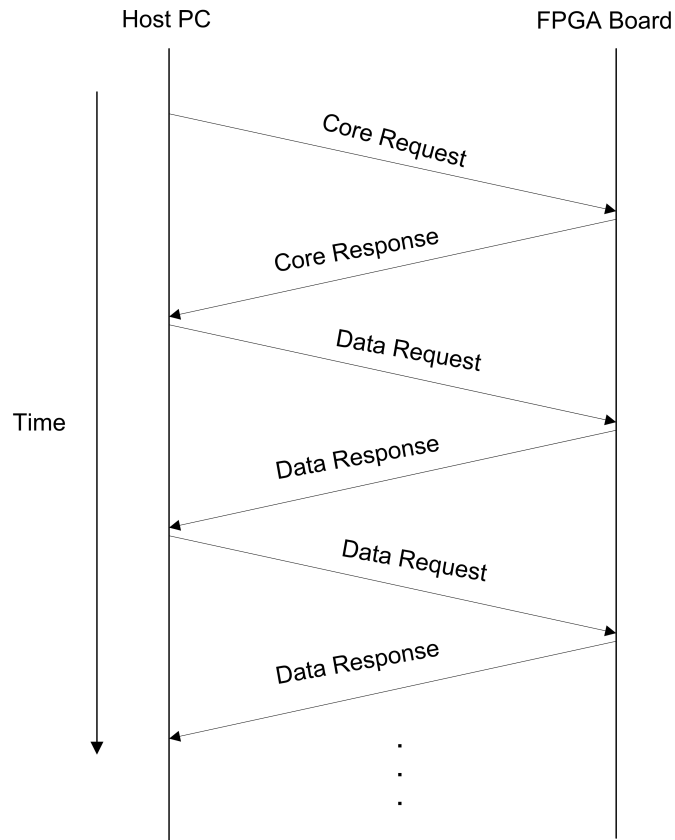 Host PC
FPGA Board
Core Request
Core Response
Data Request
Time
Data Response
Data Request
Data Response
.
.
.